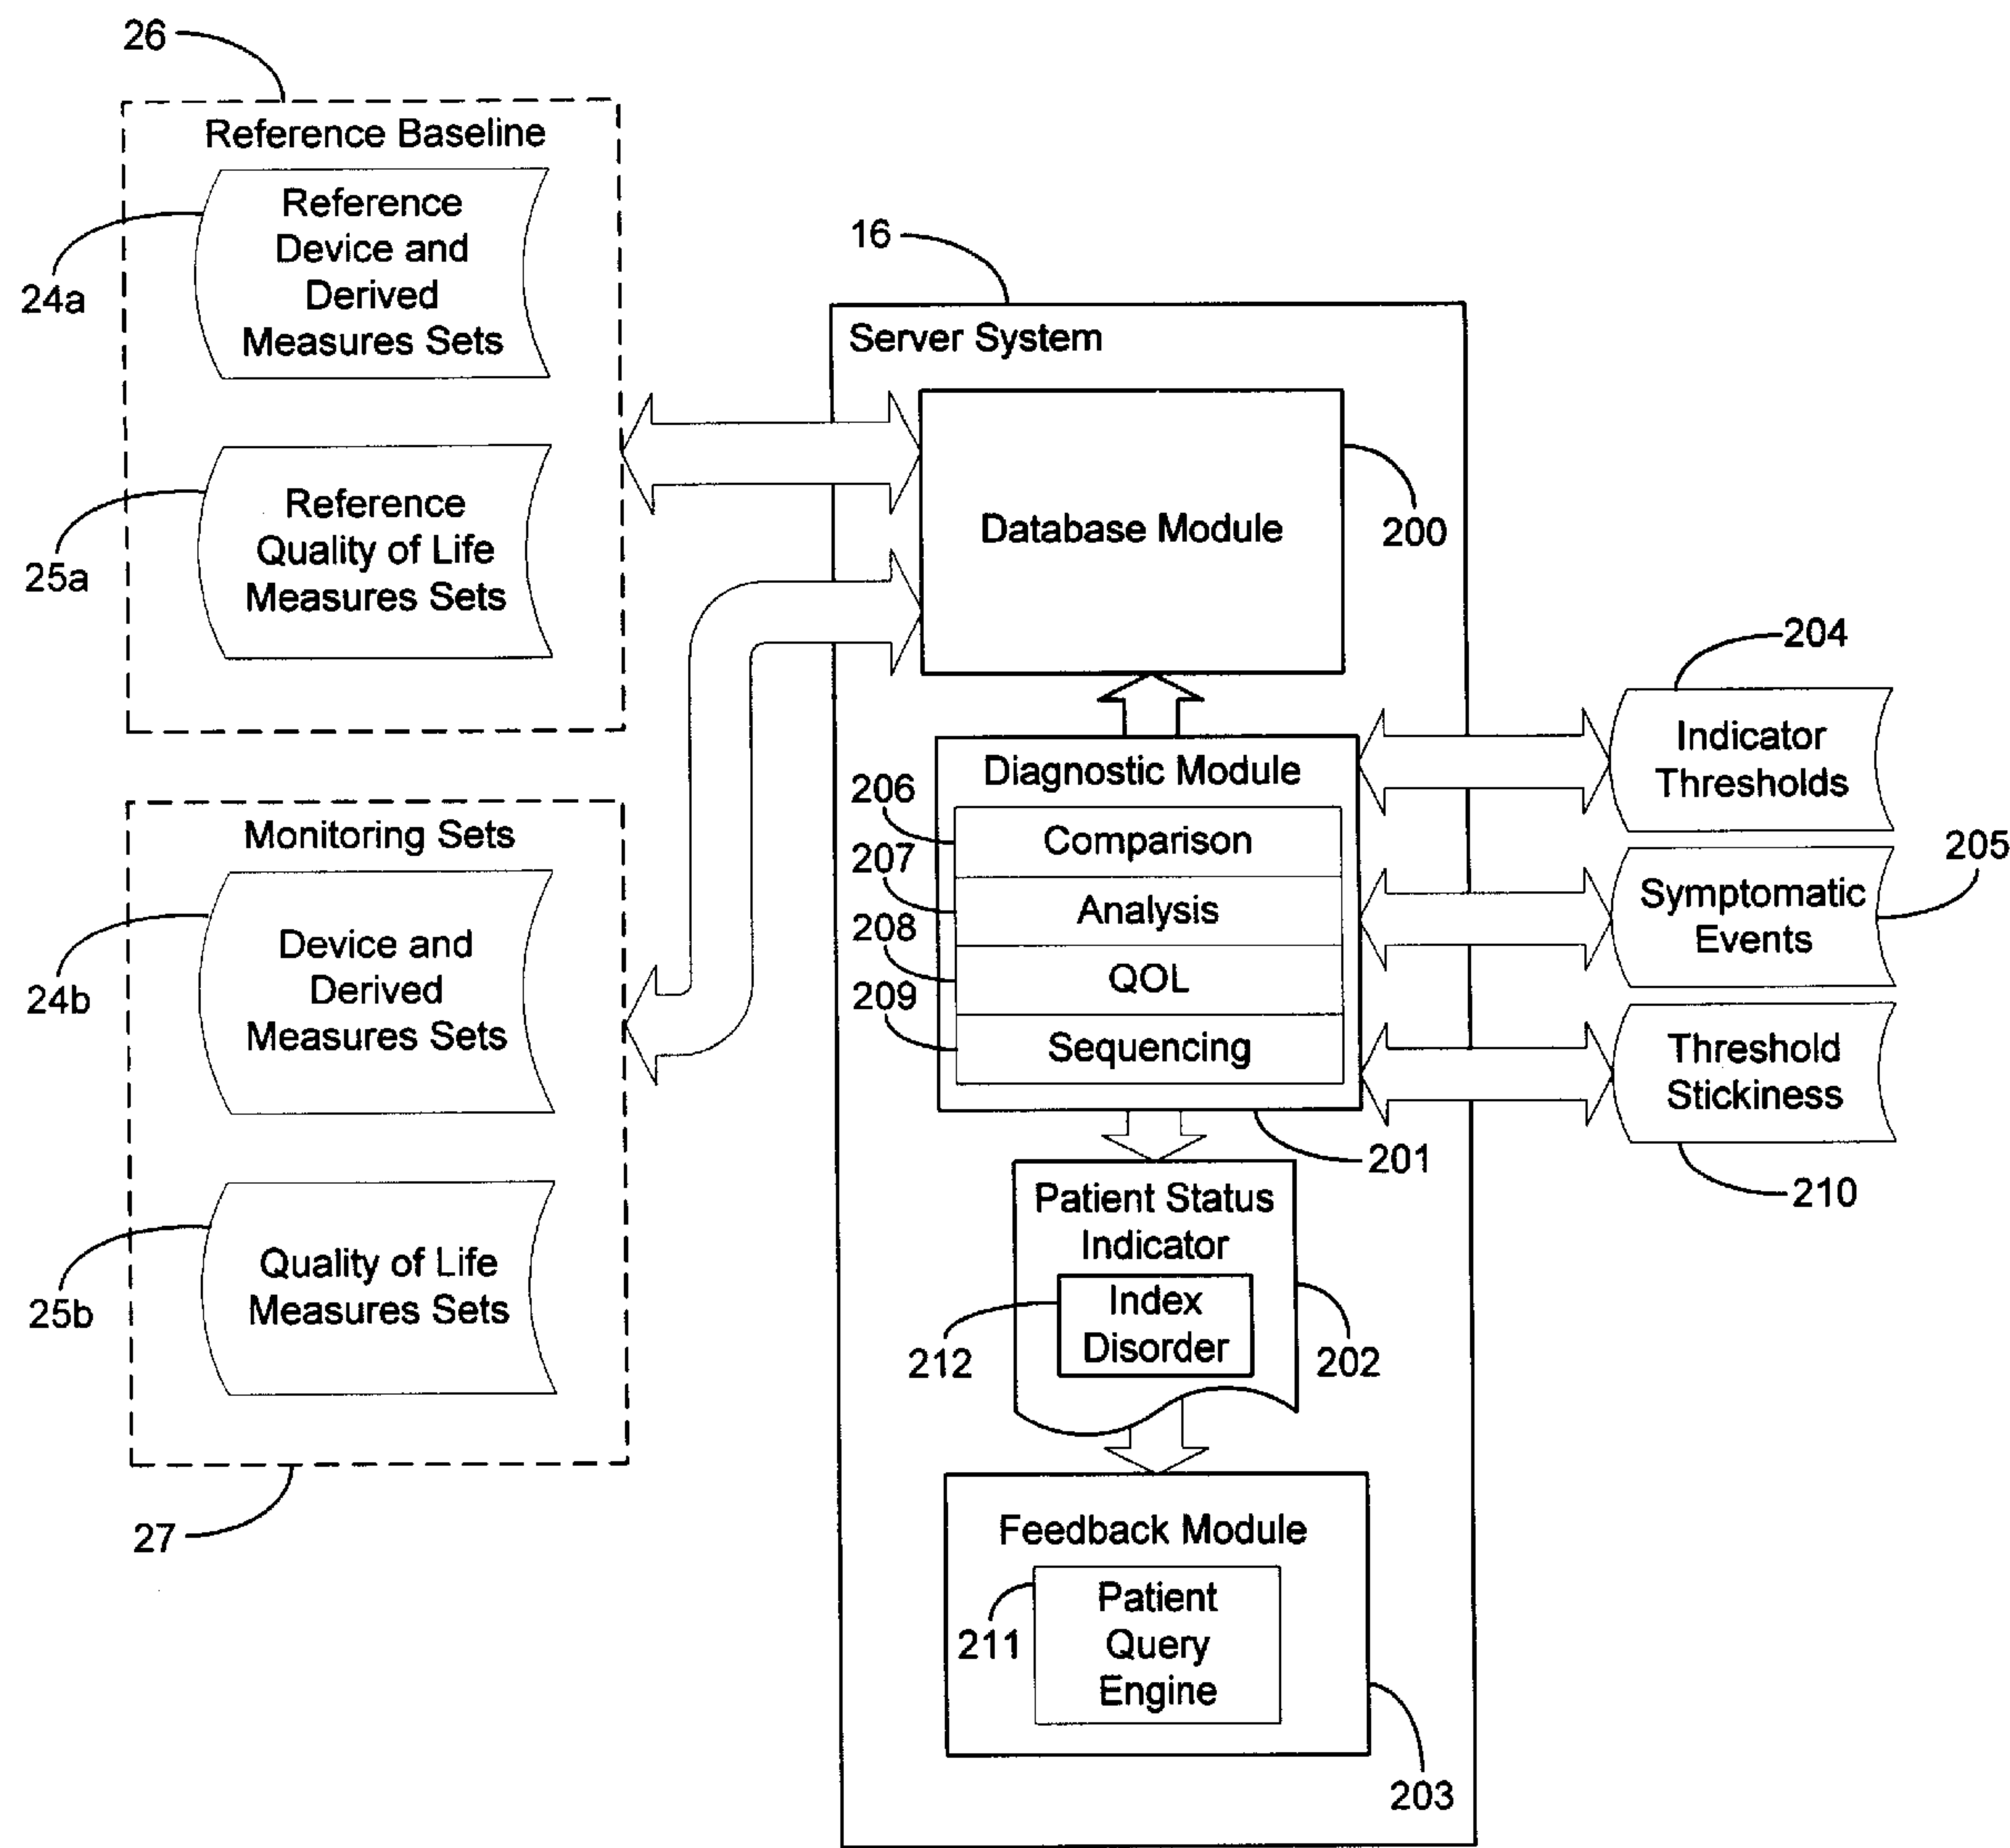 26
Reference Baseline
Reference
Device and
Derived
Measures Sets
24a
Reference
Quality of Life
Measures Sets
25a
Monitoring Sets
Device and
Derived
Measures Sets
24b
Quality of Life
Measures Sets
25b
27
16
Server System
Database Module
200
Diagnostic Module
206
Comparison
207
Analysis
208
QOL
209
Sequencing
201
204
Indicator
Thresholds
205
Symptomatic
Events
Threshold
Stickiness
210
Patient Status
Indicator
Index
Disorder
212
202
Feedback Module
Patient
Query
Engine
211
203